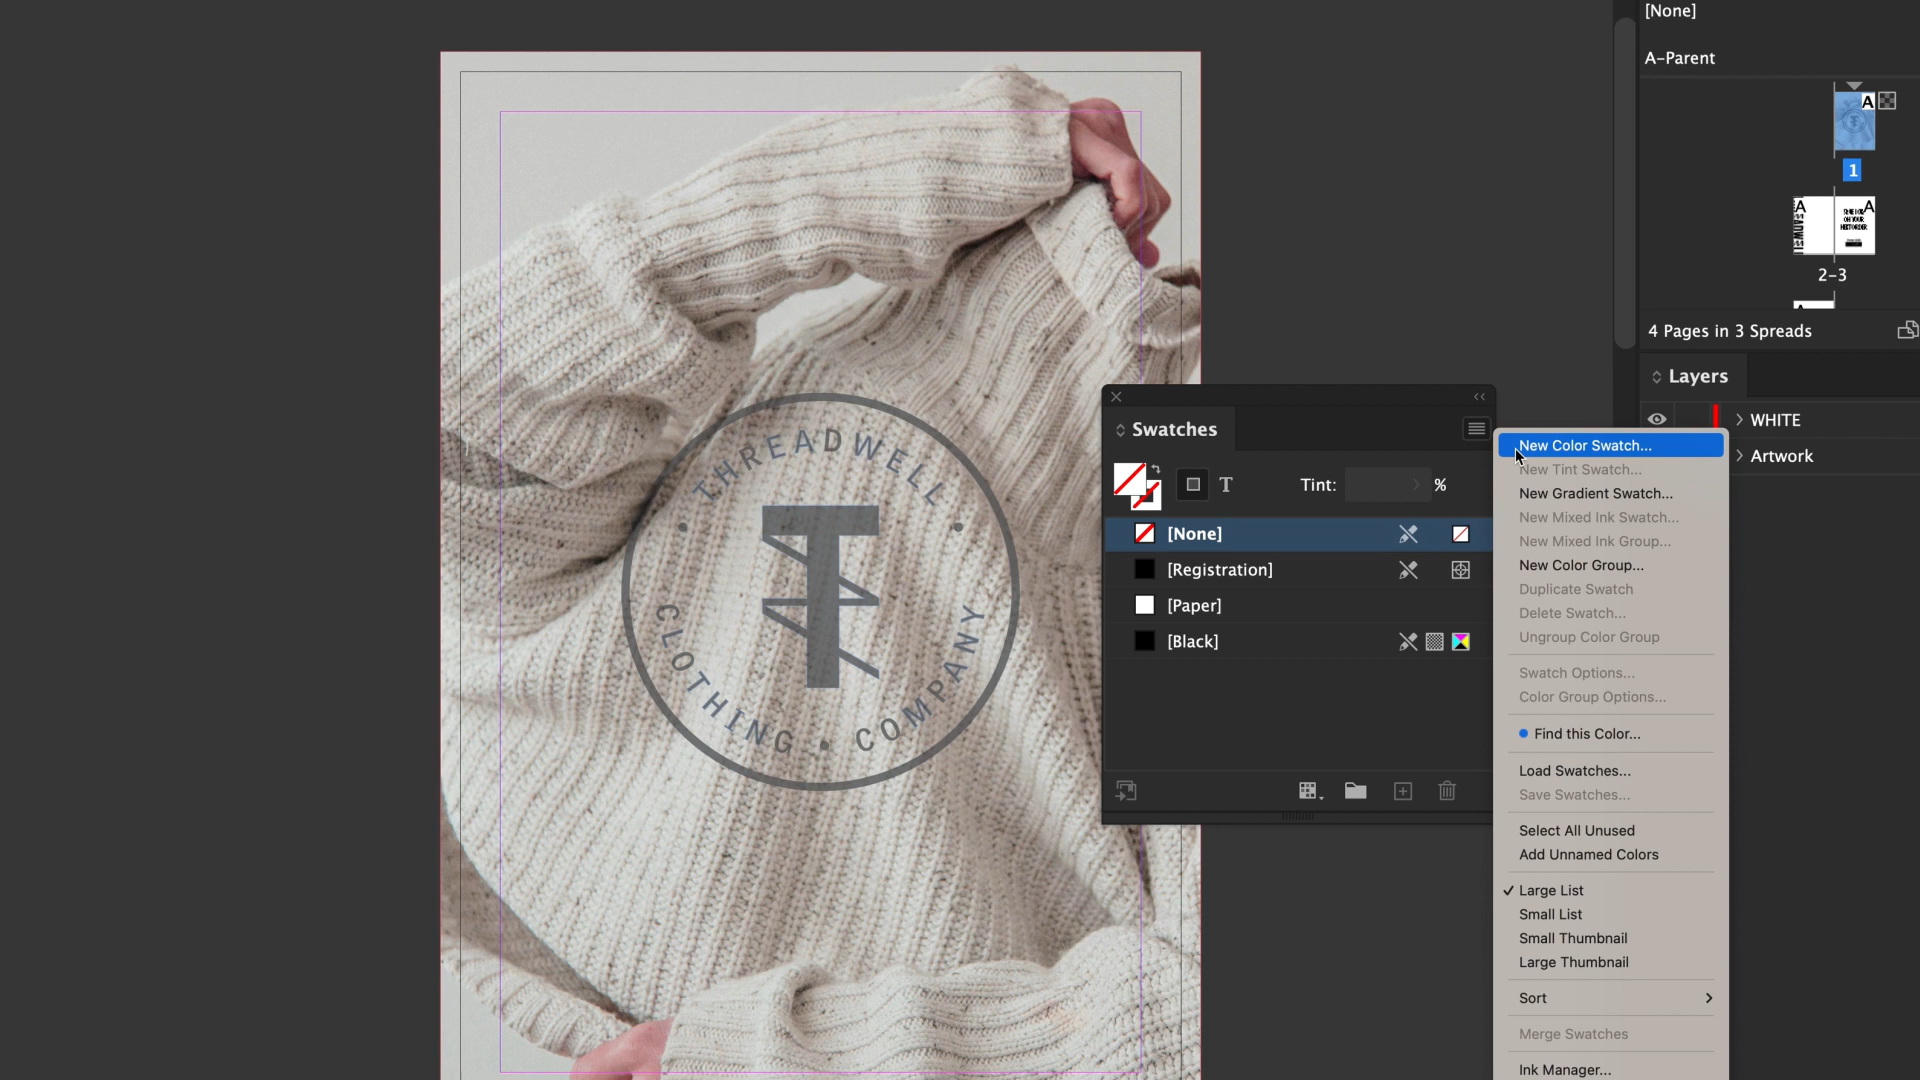 [None]
A-Parent
A
1
A
A
2-3
4 Pages in 3 Spreads
Layers
WHITE
Artwork
THREADWELL
T
CLOTHING • COMPANY
Swatches
T
Tint:
%
[None]
[Registration]
[Paper]
[Black]
New Color Swatch...
New Tint Swatch...
New Gradient Swatch...
New Mixed Ink Swatch...
New Mixed Ink Group...
New Color Group...
Duplicate Swatch
Delete Swatch...
Ungroup Color Group
Swatch Options...
Color Group Options...
Find this Color...
Load Swatches...
Save Swatches...
Select All Unused
Add Unnamed Colors
Large List
Small List
Small Thumbnail
Large Thumbnail
Sort
Merge Swatches
Ink Manager...